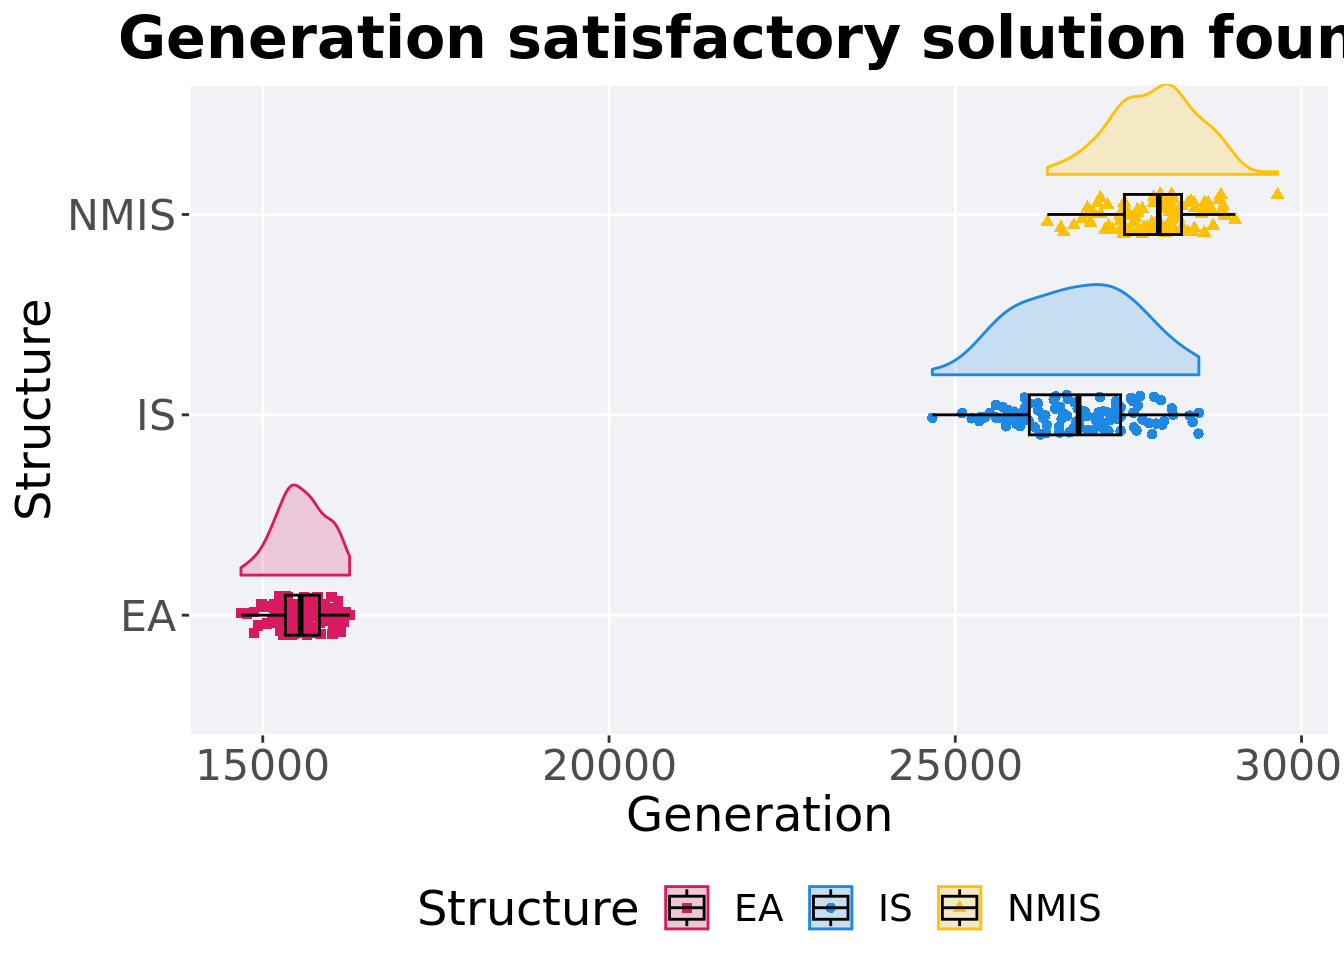 Generation satisfactory solution foun
NMIS
IS
EA
Structure
15000
20000
25000
3000
Generation
Structure EA IS NMIS